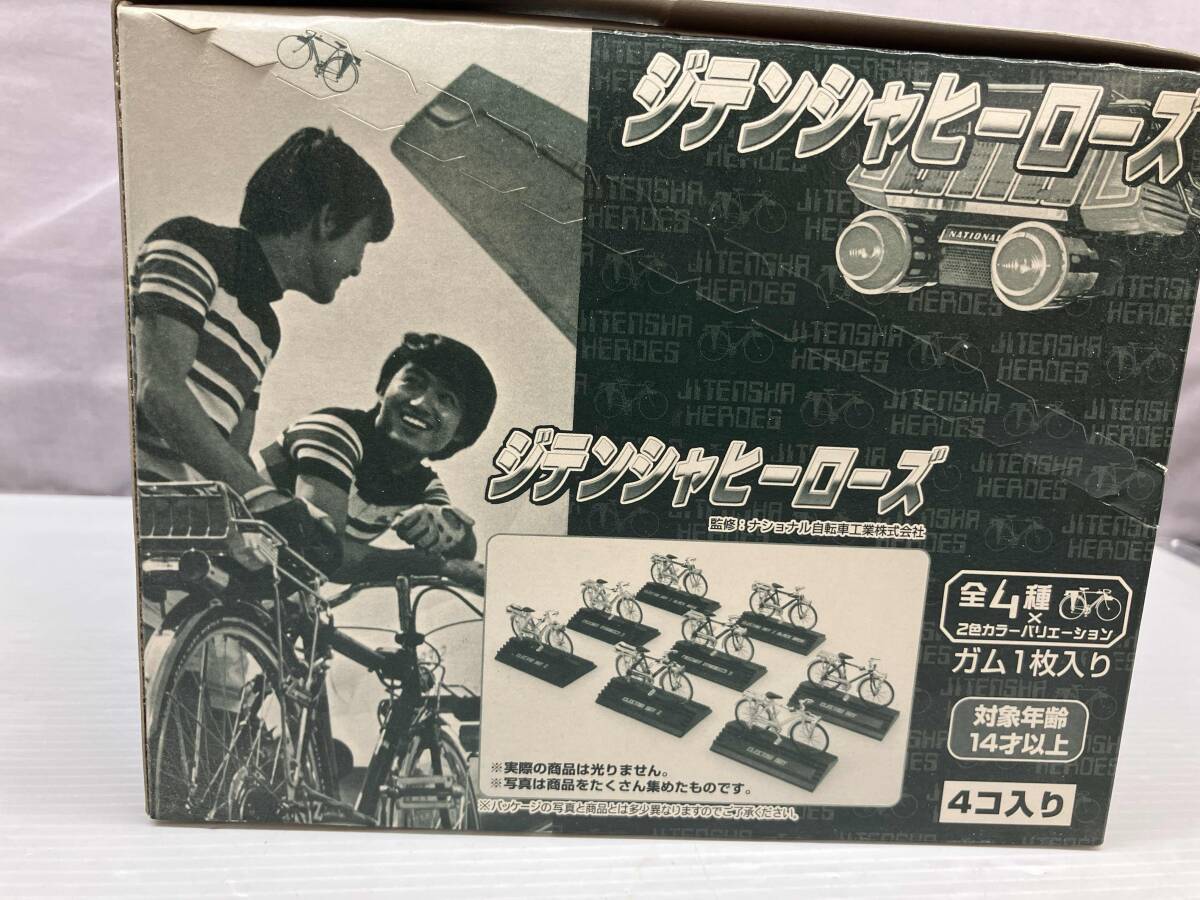 ジテンシャヒーローズ
NATIONAL
JITENSHA
HEROES
ジテンシャヒーローズ
監修：ナショナル自転車工業株式会社
全4種
×
2色カラーバリエーション
ガム1枚入り
対象年齢
14才以上
4コ入り
※実際の商品は光りません。
※写真は商品をたくさん集めたものです。
※パッケージの写真と商品とは多少異なりますのでご了承ください。